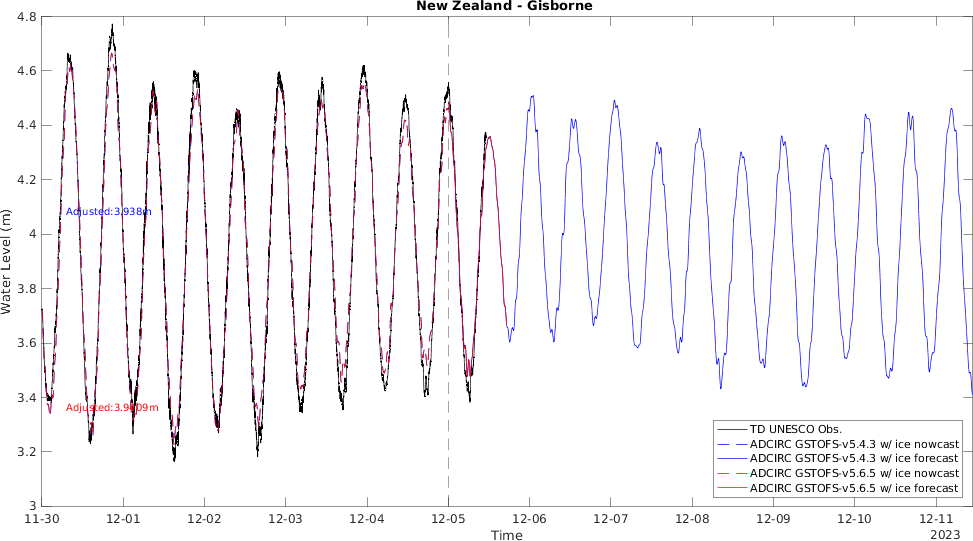 New Zealand - Gisborne
4.8
4.6
4.4
4.2
4
3.8
3.6
3.4
3.2
3
Water Level (m)
Adjusted:3.938m
TD UNESCO Obs.
ADCIRC GSTOFS-v5.4.3 w/ ice nowcast
ADCIRC GSTOFS-v5.4.3 w/ ice forecast
ADCIRC GSTOFS-v5.6.5 w/ ice nowcast
ADCIRC GSTOFS-v5.6.5 w/ ice forecast
11-30 12-01 12-02 12-03 12-04 12-05 12-06 12-07 12-08 12-09 12-10 12-11
Time
2023